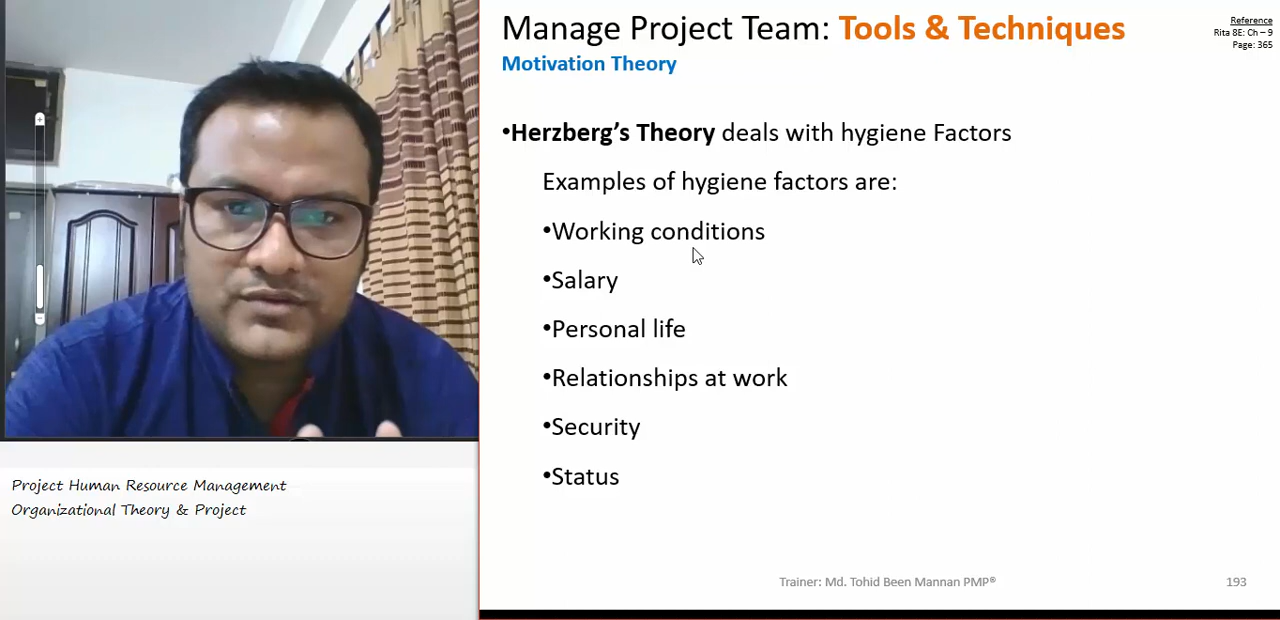 Manage Project Team: Tools & Techniques
Motivation Theory
Reference
Rita 8E: Ch – 9
Page: 365
•Herzberg’s Theory deals with hygiene Factors
Examples of hygiene factors are:
•Working conditions
•Salary
•Personal life
•Relationships at work
•Security
•Status
Project Human Resource Management
Organizational Theory & Project
Trainer: Md. Tohid Been Mannan PMP®
193